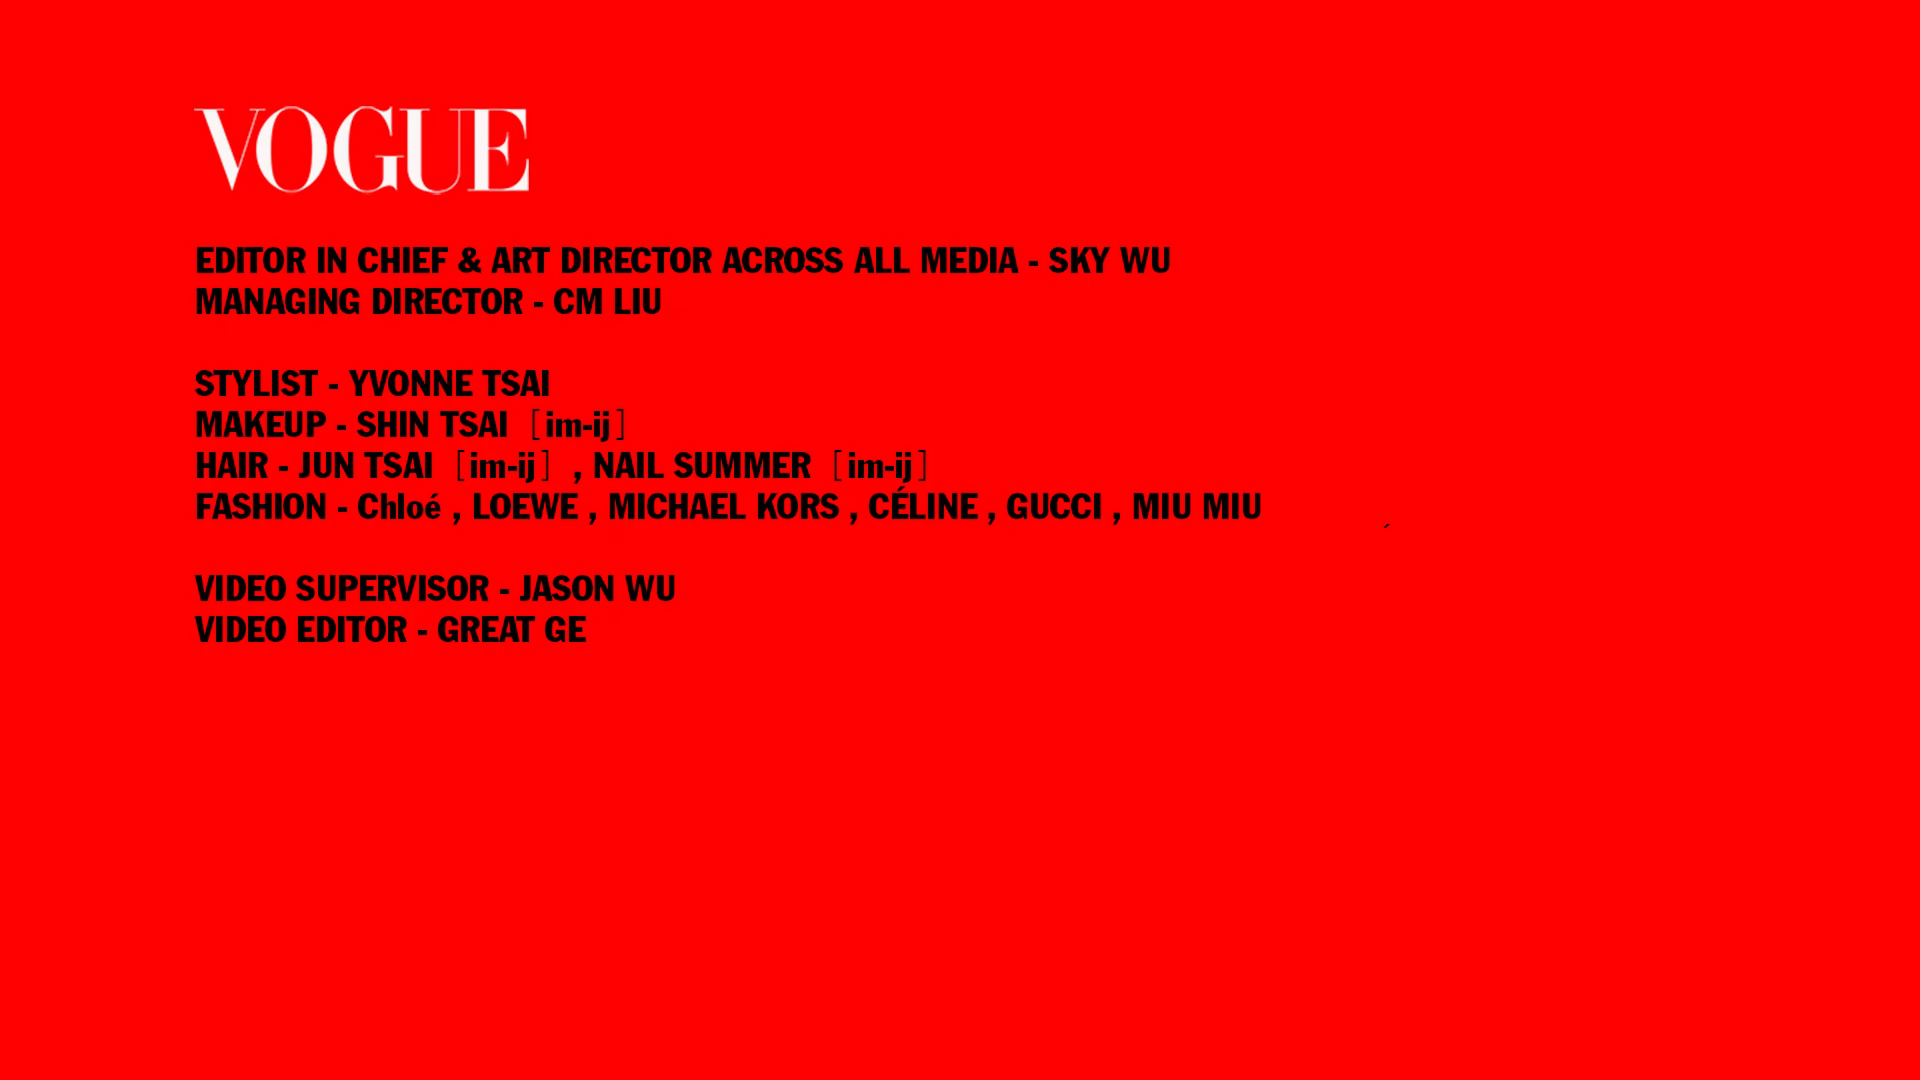 VOGUE
EDITOR IN CHIEF & ART DIRECTOR ACROSS ALL MEDIA - SKY WU
MANAGING DIRECTOR - CM LIU
STYLIST - YVONNE TSAI
MAKEUP - SHIN TSAI［im-ij］
HAIR - JUN TSAI［im-ij］, NAIL SUMMER［im-ij］
FASHION - Chloé , LOEWE , MICHAEL KORS , CÉLINE , GUCCI , MIU MIU
VIDEO SUPERVISOR - JASON WU
VIDEO EDITOR - GREAT GE